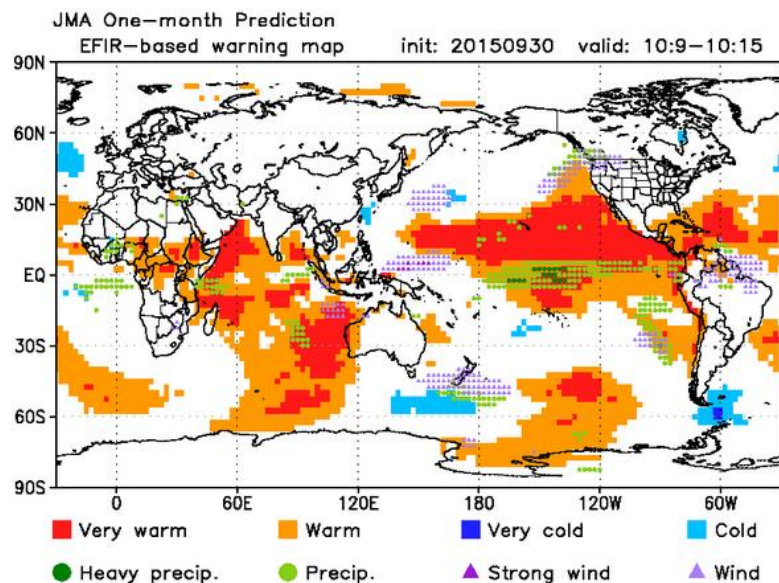 JMA One-month Prediction
EFIR-based warning map init: 20150930 valid: 10:9-10:15
90N
60N
30N
EQ
30S
60S
90S
0 60E 120E 180 120W 60W
Very warm Warm Very cold Cold
Heavy precip. Precip. Strong wind Wind